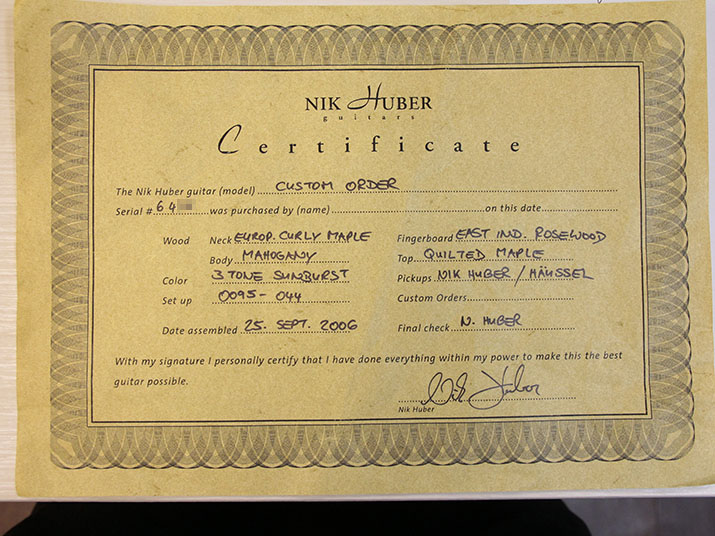 NIK HUBER
guitars
Certificate
The Nik Huber guitar (model) CUSTOM ORDER
Serial # 64 was purchased by (name) on this date
Wood Neck EUROP. CURLY MAPLE Fingerboard EAST IND. ROSEWOOD
Body MAHOGANY Top QUILTED MAPLE
Color 3 TONE SUNBURST Pickups NIK HUBER / HÄUSSEL
Set up 0095 - 044 Custom Orders
Date assembled 25. SEPT. 2006 Final check N. HUBER
With my signature I personally certify that I have done everything within my power to make this the best
guitar possible.
Nik Huber
Nik Huber